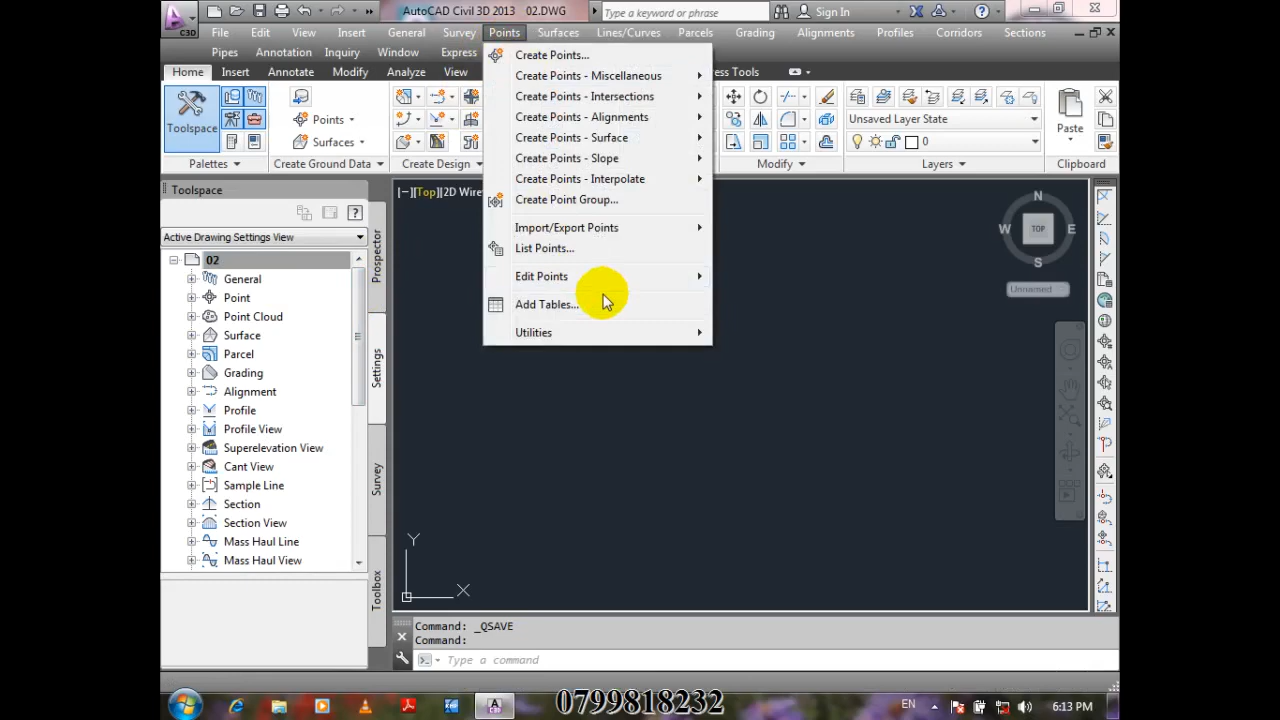 AutoCAD Civil 3D 2013 02.DWG
Type a keyword or phrase
Sign In
C3D
File Edit View Insert General Survey Points Surfaces Lines/Curves Parcels Grading Alignments Profiles Corridors Sections
Pipes Annotation Inquiry Window Express
Home Insert Annotate Modify Analyze View
ress Tools
Toolspace
Points
Surfaces
Unsaved Layer State
0
Paste
Palettes
Create Ground Data
Create Design
Modify
Layers
Clipboard
Create Points...
Create Points - Miscellaneous
Create Points - Intersections
Create Points - Alignments
Create Points - Surface
Create Points - Slope
Create Points - Interpolate
Create Point Group...
Import/Export Points
List Points...
Edit Points
Add Tables...
Utilities
Toolspace
Active Drawing Settings View
02
General
Point
Point Cloud
Surface
Parcel
Grading
Alignment
Profile
Profile View
Superelevation View
Cant View
Sample Line
Section
Section View
Mass Haul Line
Mass Haul View
Prospector
Settings
Survey
Toolbox
[−][Top][2D Wire
N
W TOP E
S
Unnamed
Y
X
Command: _QSAVE
Command:
Type a command
0799818232
EN
6:13 PM